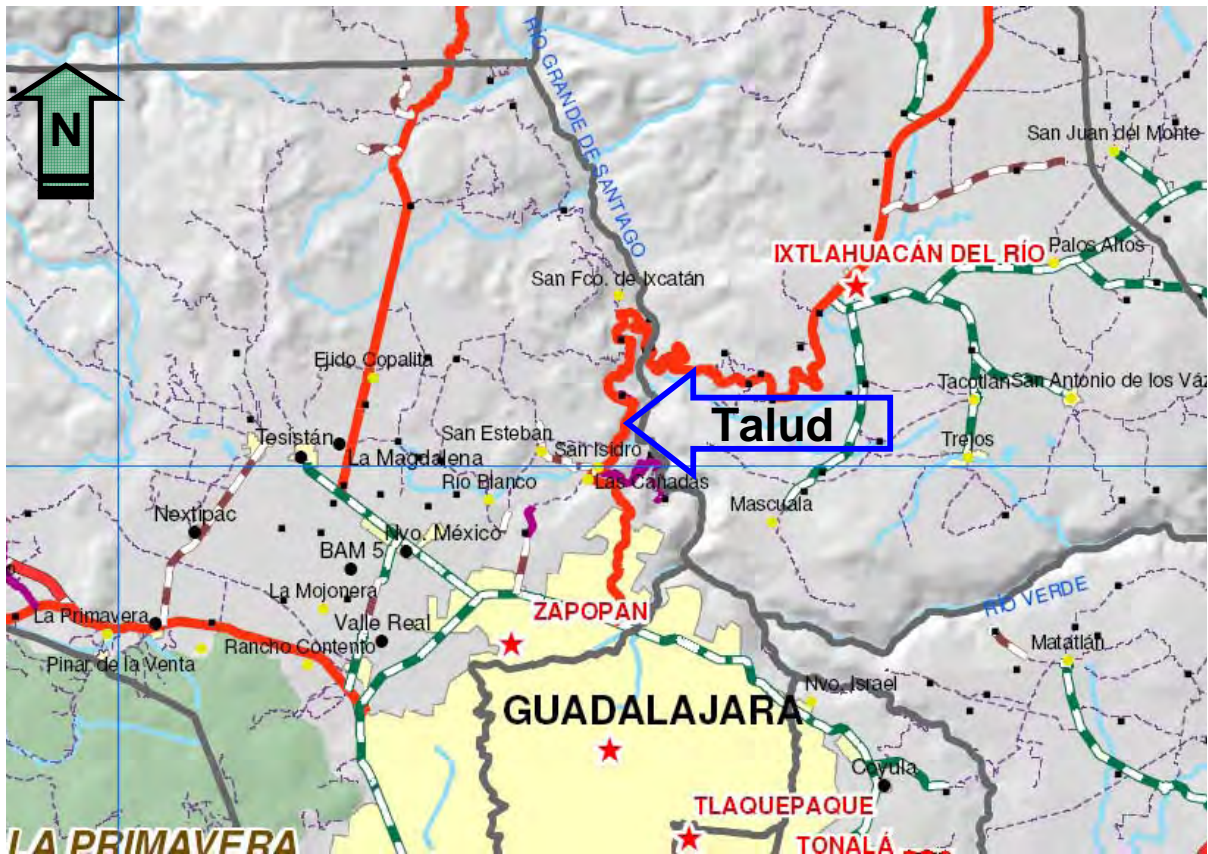 RÍO GRANDE DE SANTIAGO
N
San Juan del Monte
IXTLAHUACÁN DEL RÍO
Palos Altos
San Fco. de Ixcatán
Ejido Copalita
Tacotlán
San Antonio de los Váz
Talud
San Esteban
Tesistán
San Isidro
Trejos
La Magdalena
Río Blanco
Las Cañadas
Mascuala
Nextipac
Nvo. México
BAM 5
La Mojonera
RÍO VERDE
La Primavera
ZAPOPAN
Valle Real
Rancho Contento
Matatlán
Pinar de la Venta
Nvo. Israel
GUADALAJARA
Coyula
TLAQUEPAQUE
LA PRIMAVERA
TONALÁ